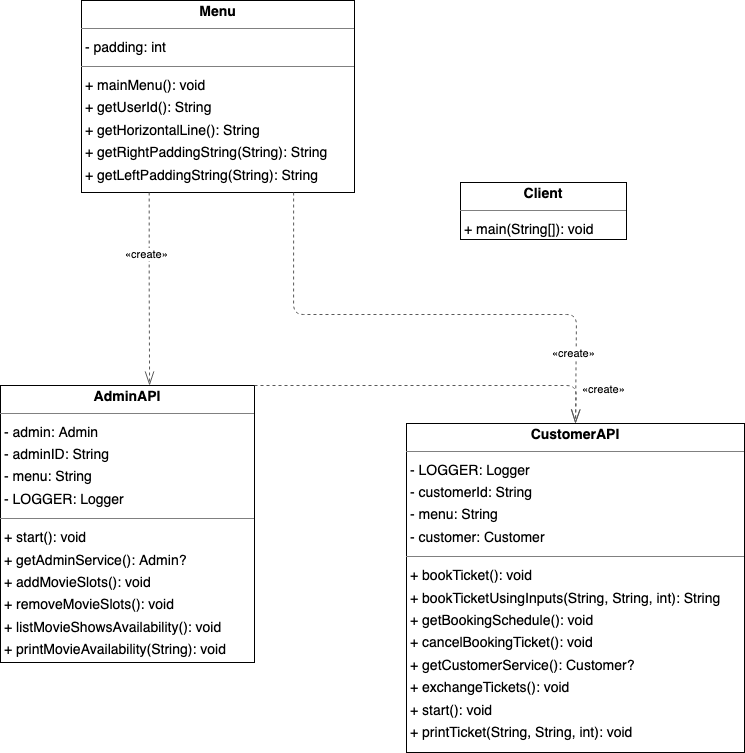 Menu
- padding: int
+ mainMenu(): void
+ getUserId(): String
+ getHorizontalLine(): String
+ getRightPaddingString(String): String
+ getLeftPaddingString(String): String
Client
+ main(String[]): void
«create»
«create»
«create»
AdminAPI
- admin: Admin
- adminID: String
- menu: String
- LOGGER: Logger
+ start(): void
+ getAdminService(): Admin?
+ addMovieSlots(): void
+ removeMovieSlots(): void
+ listMovieShowsAvailability(): void
+ printMovieAvailability(String): void
CustomerAPI
- LOGGER: Logger
- customerId: String
- menu: String
- customer: Customer
+ bookTicket(): void
+ bookTicketUsingInputs(String, String, int): String
+ getBookingSchedule(): void
+ cancelBookingTicket(): void
+ getCustomerService(): Customer?
+ exchangeTickets(): void
+ start(): void
+ printTicket(String, String, int): void